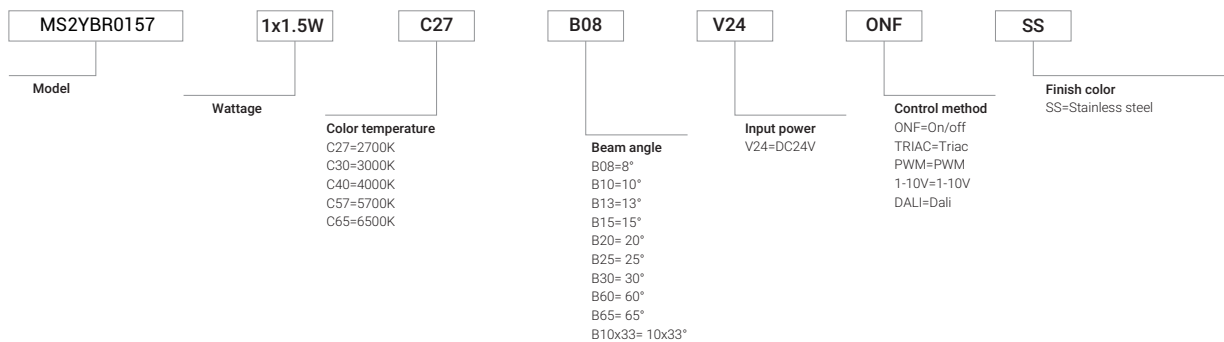 MS2YBR0157
1x1.5W
C27
B08
V24
ONF
SS
Model
Wattage
Color temperature
C27=2700K
C30=3000K
C40=4000K
C57=5700K
C65=6500K
Beam angle
B08=8°
B10=10°
B13=13°
B15=15°
B20= 20°
B25= 25°
B30= 30°
B60= 60°
B65= 65°
B10x33= 10x33°
Input power
V24=DC24V
Control method
ONF=On/off
TRIAC=Triac
PWM=PWM
1-10V=1-10V
DALI=Dali
Finish color
SS=Stainless steel